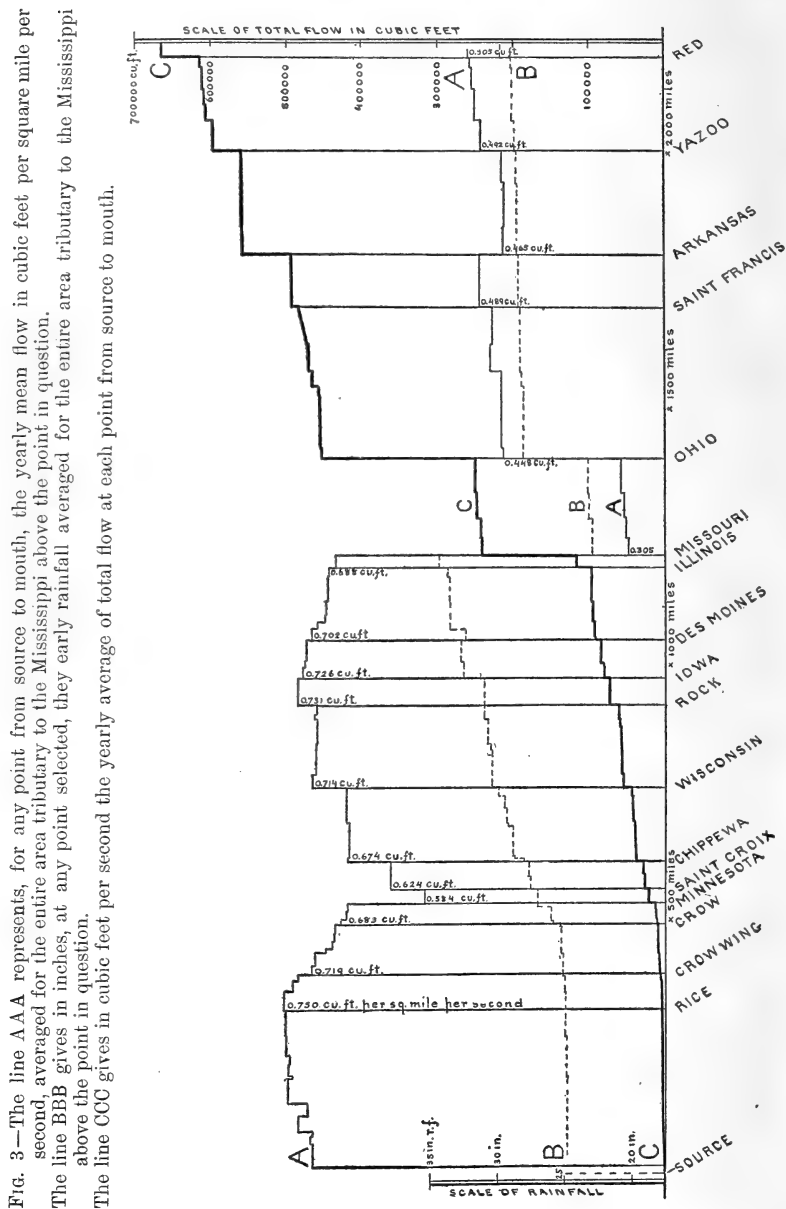 FIG. 3—The line AAA represents, for any point from source to mouth, the yearly mean flow in cubic feet per square mile per
second, averaged for the entire area tributary to the Mississippi above the point in question.
The line BBB gives in inches, at any point selected, they early rainfall averaged for the entire area tributary to the Mississippi
above the point in question.
The line CCC gives in cubic feet per second the yearly average of total flow at each point from source to mouth.
SCALE OF TOTAL FLOW IN CUBIC FEET
700000 cu.ft.
600000
500000
400000
300000
100000
C
A
B
0.505 cu.ft.
0.492 cu.ft.
0.465 cu.ft.
0.489 cu.ft.
0.448 cu.ft.
C
B
A
0.305
0.688 cu.ft.
0.702 cu.ft
0.726 cu.ft.
0.731 cu.ft.
0.714 cu.ft.
0.674 cu.ft.
0.624 cu.ft.
0.584 cu.ft.
0.683 cu.ft.
0.719 cu.ft.
0.750 cu.ft. per sq. mile per second
A
B
C
35 in. r.f.
30 in.
25
20 in.
SCALE OF RAINFALL
RED
x 2000 miles
YAZOO
ARKANSAS
SAINT FRANCIS
x 1500 miles
OHIO
MISSOURI
ILLINOIS
x 1000 miles
DES MOINES
IOWA
ROCK
WISCONSIN
CHIPPEWA
SAINT CROIX
MINNESOTA
x 500 miles
CROW
CROW WING
RICE
SOURCE